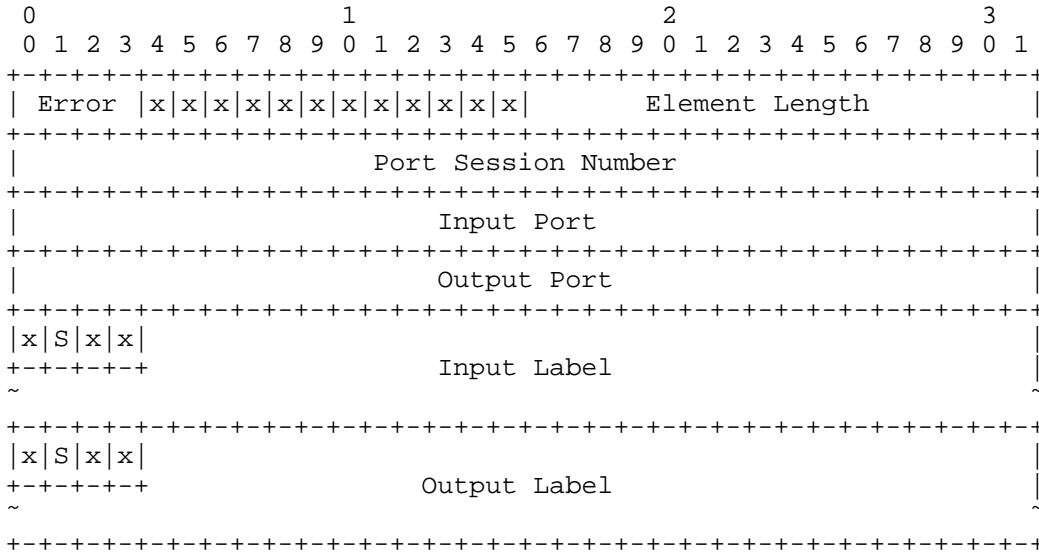 0                   1                   2                   3
 0 1 2 3 4 5 6 7 8 9 0 1 2 3 4 5 6 7 8 9 0 1 2 3 4 5 6 7 8 9 0 1
+-+-+-+-+-+-+-+-+-+-+-+-+-+-+-+-+-+-+-+-+-+-+-+-+-+-+-+-+-+-+-+-+
| Error |x|x|x|x|x|x|x|x|x|x|x|x|       Element Length          |
+-+-+-+-+-+-+-+-+-+-+-+-+-+-+-+-+-+-+-+-+-+-+-+-+-+-+-+-+-+-+-+-+
|                      Port Session Number                      |
+-+-+-+-+-+-+-+-+-+-+-+-+-+-+-+-+-+-+-+-+-+-+-+-+-+-+-+-+-+-+-+-+
|                          Input Port                           |
+-+-+-+-+-+-+-+-+-+-+-+-+-+-+-+-+-+-+-+-+-+-+-+-+-+-+-+-+-+-+-+-+
|                          Output Port                          |
+-+-+-+-+-+-+-+-+-+-+-+-+-+-+-+-+-+-+-+-+-+-+-+-+-+-+-+-+-+-+-+-+
|x|S|x|x|                                                       |
+-+-+-+-+                  Input Label                          |
~                                                               ~
+-+-+-+-+-+-+-+-+-+-+-+-+-+-+-+-+-+-+-+-+-+-+-+-+-+-+-+-+-+-+-+-+
|x|S|x|x|                                                       |
+-+-+-+-+                 Output Label                          |
~                                                               ~
+-+-+-+-+-+-+-+-+-+-+-+-+-+-+-+-+-+-+-+-+-+-+-+-+-+-+-+-+-+-+-+-+